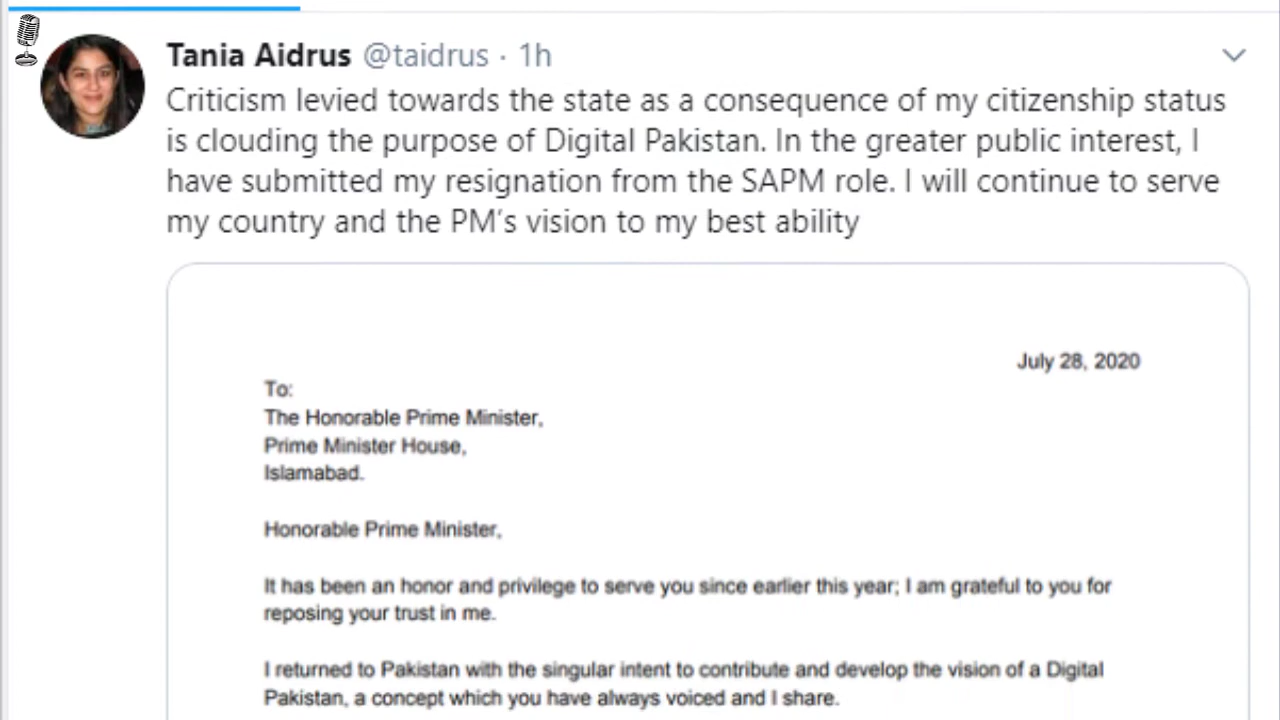 Tania Aidrus @taidrus · 1h
Criticism levied towards the state as a consequence of my citizenship status
is clouding the purpose of Digital Pakistan. In the greater public interest, I
have submitted my resignation from the SAPM role. I will continue to serve
my country and the PM's vision to my best ability
July 28, 2020
To:
The Honorable Prime Minister,
Prime Minister House,
Islamabad.
Honorable Prime Minister,
It has been an honor and privilege to serve you since earlier this year; I am grateful to you for
reposing your trust in me.
I returned to Pakistan with the singular intent to contribute and develop the vision of a Digital
Pakistan, a concept which you have always voiced and I share.